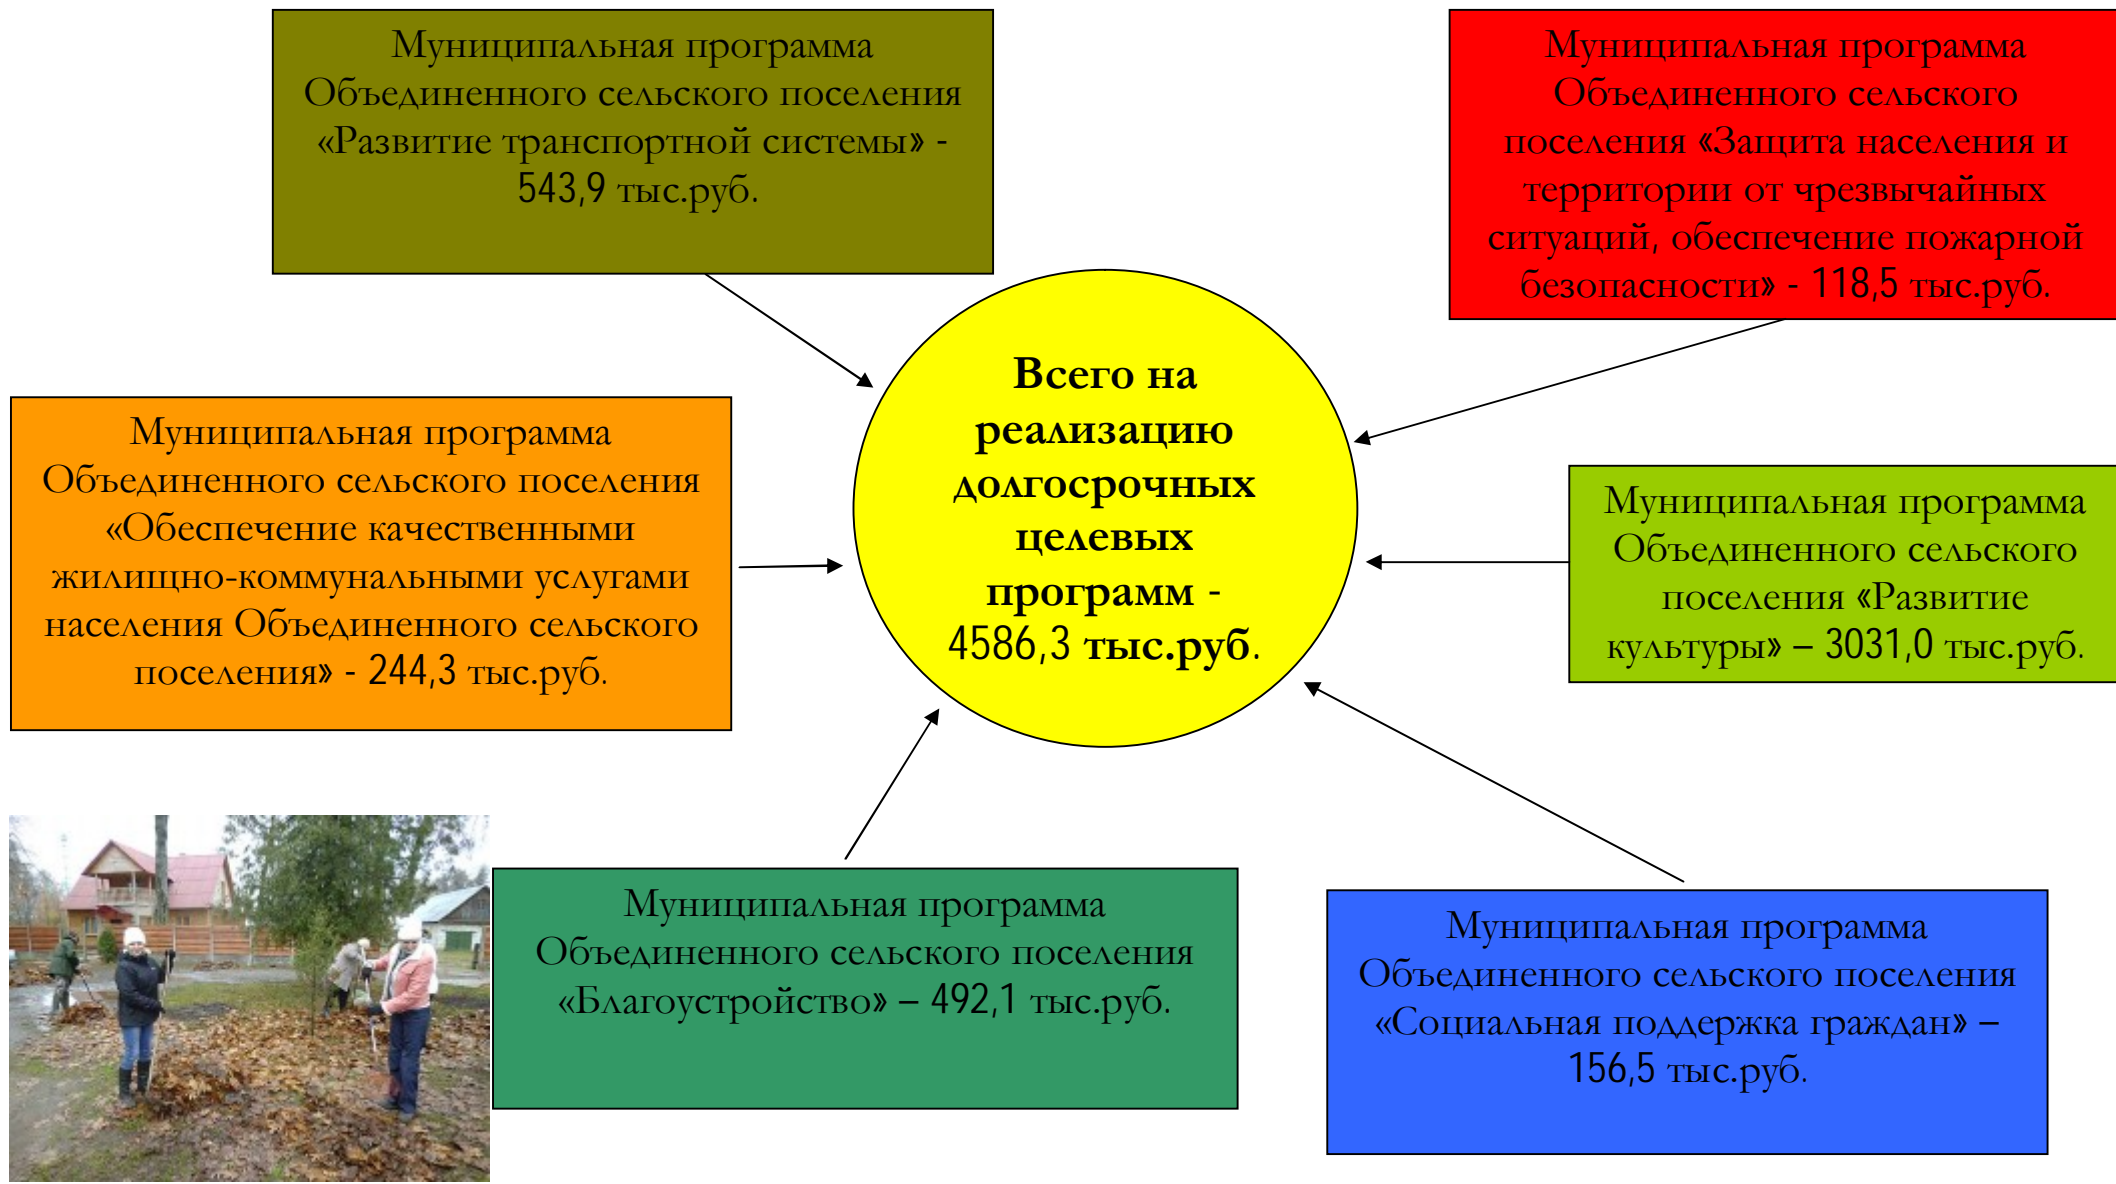 Муниципальная программа
Объединенного сельского поселения
«Развитие транспортной системы» -
543,9 тыс.руб.
Муниципальная программа
Объединенного сельского
поселения «Защита населения и
территории от чрезвычайных
ситуаций, обеспечение пожарной
безопасности» - 118,5 тыс.руб.
Всего на
реализацию
долгосрочных
целевых
программ -
4586,3 тыс.руб.
Муниципальная программа
Объединенного сельского поселения
«Обеспечение качественными
жилищно-коммунальными услугами
населения Объединенного сельского
поселения» - 244,3 тыс.руб.
Муниципальная программа
Объединенного сельского
поселения «Развитие
культуры» – 3031,0 тыс.руб.
Муниципальная программа
Объединенного сельского поселения
«Благоустройство» – 492,1 тыс.руб.
Муниципальная программа
Объединенного сельского поселения
«Социальная поддержка граждан» –
156,5 тыс.руб.